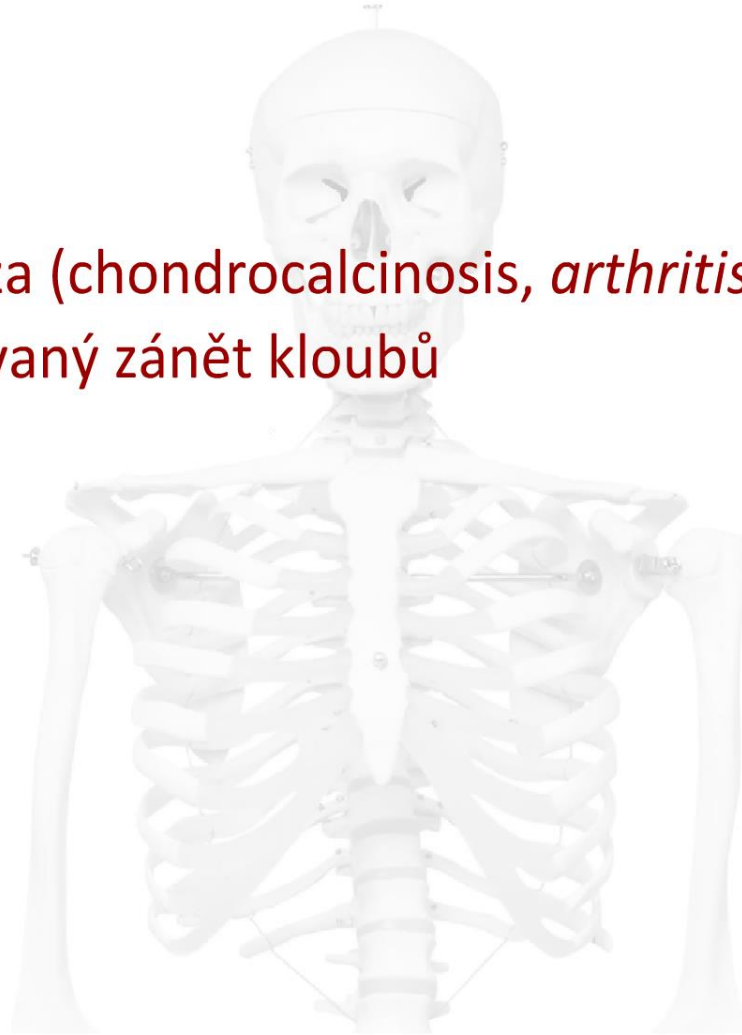 za (chondrocalcinosis, arthritis
vaný zánět kloubů